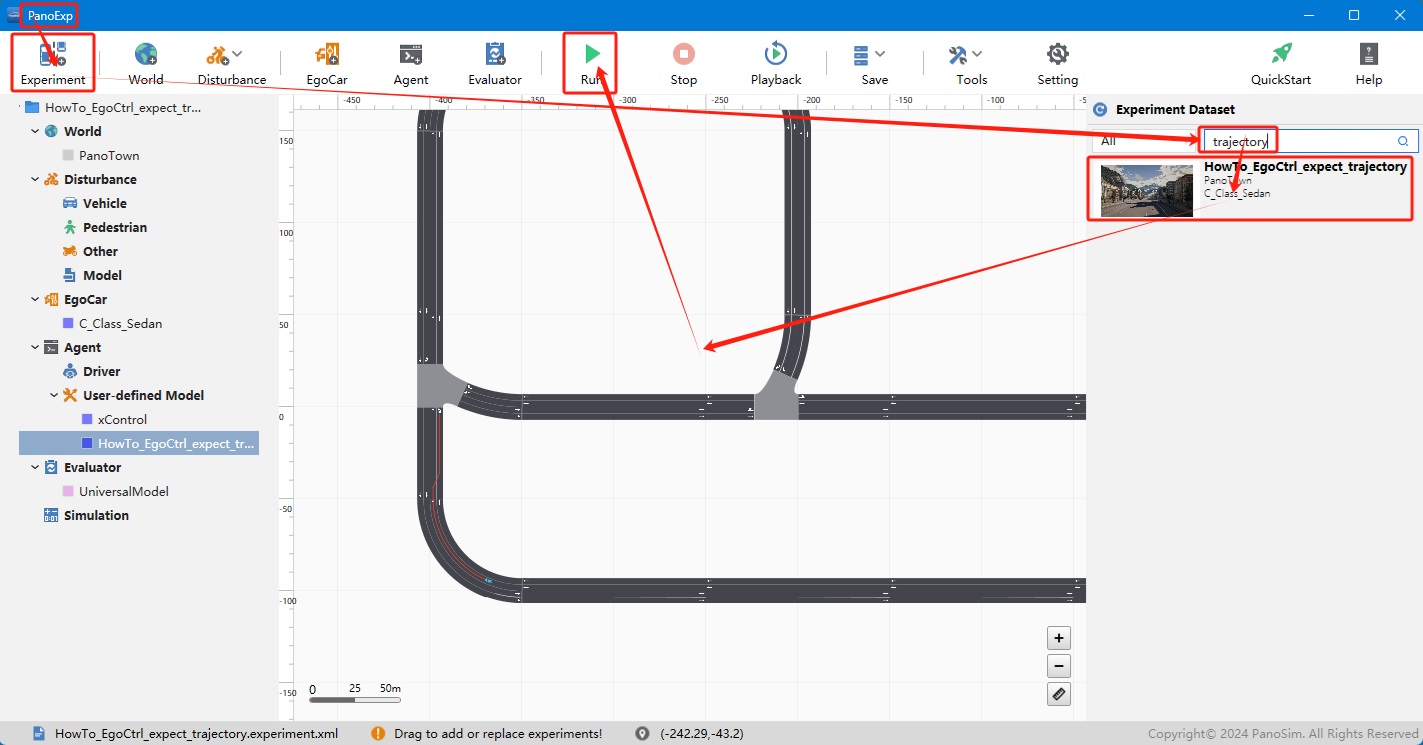 PanoExp
Experiment
World
Disturbance
EgoCar
Agent
Evaluator
Run
Stop
Playback
Save
Tools
Setting
QuickStart
Help
HowTo_EgoCtrl_expect_tr...
World
PanoTown
Disturbance
Vehicle
Pedestrian
Other
Model
EgoCar
C_Class_Sedan
Agent
Driver
User-defined Model
xControl
HowTo_EgoCtrl_expect_tr...
Evaluator
UniversalModel
Simulation
-450 -400 -350 -300 -250 -200 -150 -100
150
100
50
0
-50
-100
-150
0 25 50m
+
−
Experiment Dataset
All
trajectory
HowTo_EgoCtrl_expect_trajectory
PanoTown
C_Class_Sedan
HowTo_EgoCtrl_expect_trajectory.experiment.xml
Drag to add or replace experiments!
(-242.29,-43.2)
Copyright© 2024 PanoSim. All Rights Reserved